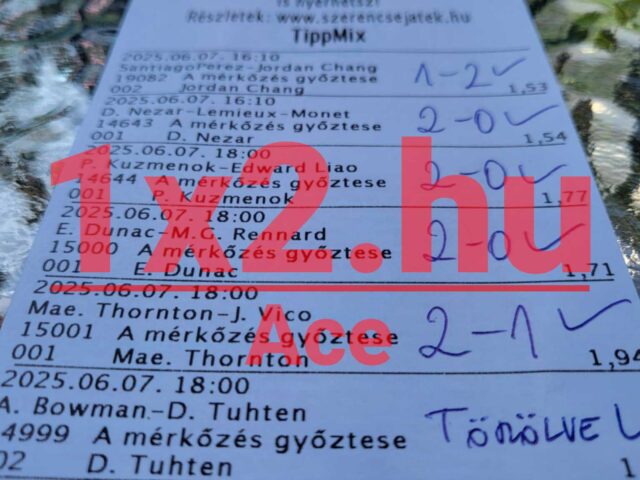 is nyerhetsz!
Részletek: www.szerencsejatek.hu
TippMix
2025.06.07. 16:10
SantiagoPerez-Jordan Chang
19082 A mérkőzés győztese 1-2 ✓
002 Jordan Chang 1,53
2025.06.07. 16:10
D. Nezar-Lemieux-Monet
14643 A mérkőzés győztese 2-0 ✓
001 D. Nezar 1,54
2025.06.07. 18:00
P. Kuzmenok-Edward Liao
14644 A mérkőzés győztese 2-0 ✓
001 P. Kuzmenok 1,77
2025.06.07. 18:00
E. Dunac-M.G. Rennard
15000 A mérkőzés győztese 2-0 ✓
001 E. Dunac 1,71
2025.06.07. 18:00
Mae. Thornton-J. Vico
15001 A mérkőzés győztese 2-1 ✓
001 Mae. Thornton 1,94
2025.06.07. 18:00
A. Bowman-D. Tuhten TÖRÖLVE
4999 A mérkőzés győztese
02 D. Tuhten 1
1x2.hu
Ace